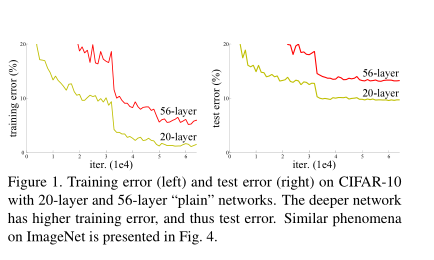 20
10
0
training error (%)
0 1 2 3 4 5 6
iter. (1e4)
56-layer
20-layer
20
10
0
test error (%)
0 1 2 3 4 5 6
iter. (1e4)
56-layer
20-layer
Figure 1. Training error (left) and test error (right) on CIFAR-10
with 20-layer and 56-layer “plain” networks. The deeper network
has higher training error, and thus test error. Similar phenomena
on ImageNet is presented in Fig. 4.